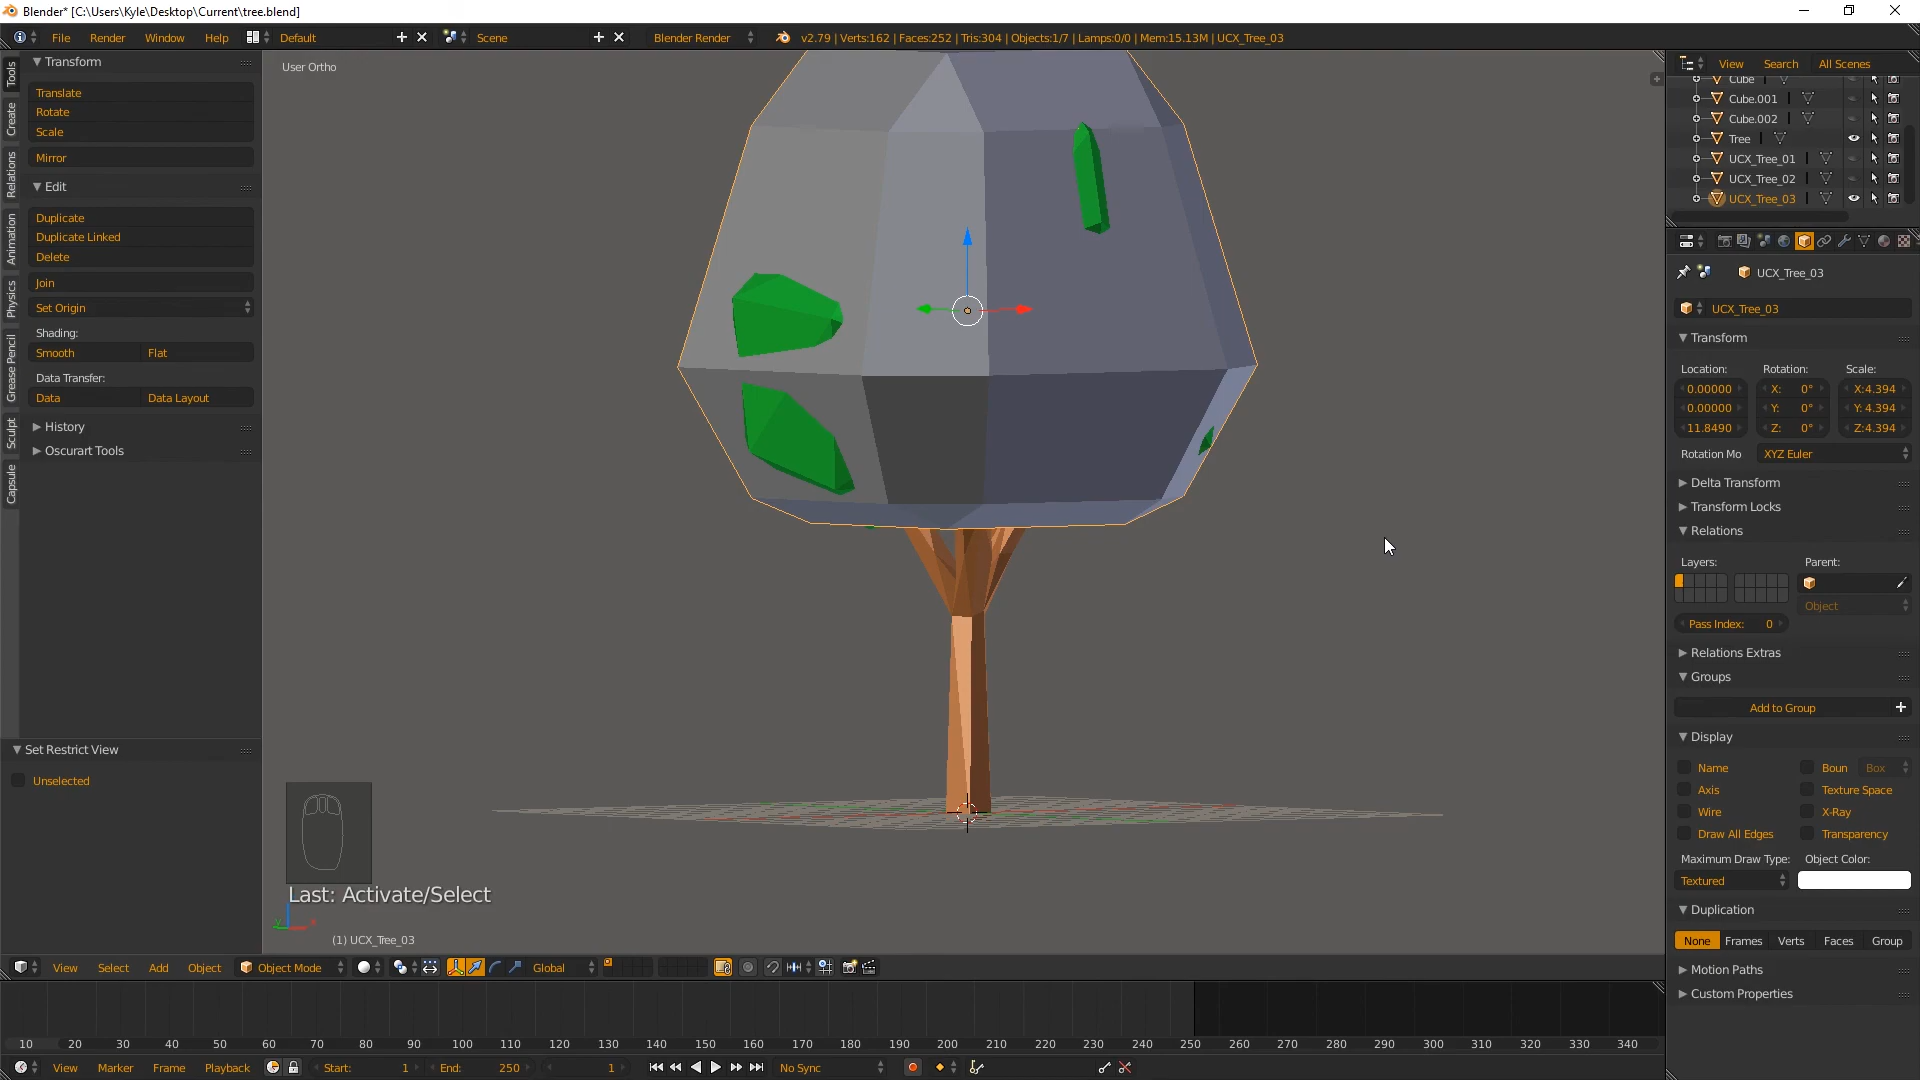 Blender* [C:\Users\Kyle\Desktop\Current\tree.blend]
File Render Window Help Default Scene Blender Render v2.79 | Verts:162 | Faces:252 | Tris:304 | Objects:1/7 | Lamps:0/0 | Mem:15.13M | UCX_Tree_03
Tools
Create
Relations
Animation
Physics
Grease Pencil
Sculpt
Capsule
Transform
Translate
Rotate
Scale
Mirror
Edit
Duplicate
Duplicate Linked
Delete
Join
Set Origin
Shading:
Smooth Flat
Data Transfer:
Data Data Layout
History
Oscurart Tools
Set Restrict View
Unselected
User Ortho
Last: Activate/Select
(1) UCX_Tree_03
View Select Add Object Object Mode Global
10 20 30 40 50 60 70 80 90 100 110 120 130 140 150 160 170 180 190 200 210 220 230 240 250 260 270 280 290 300 310 320 330 340
View Marker Frame Playback Start: 1 End: 250 1 No Sync
View Search All Scenes
Cube
Cube.001
Cube.002
Tree
UCX_Tree_01
UCX_Tree_02
UCX_Tree_03
UCX_Tree_03
UCX_Tree_03
Transform
Location: Rotation: Scale:
0.00000 X: 0° X:4.394
0.00000 Y: 0° Y: 4.394
11.8490 Z: 0° Z:4.394
Rotation Mo XYZ Euler
Delta Transform
Transform Locks
Relations
Layers: Parent:
Object
Pass Index: 0
Relations Extras
Groups
Add to Group
Display
Name Boun Box
Axis Texture Space
Wire X-Ray
Draw All Edges Transparency
Maximum Draw Type: Object Color:
Textured
Duplication
None Frames Verts Faces Group
Motion Paths
Custom Properties